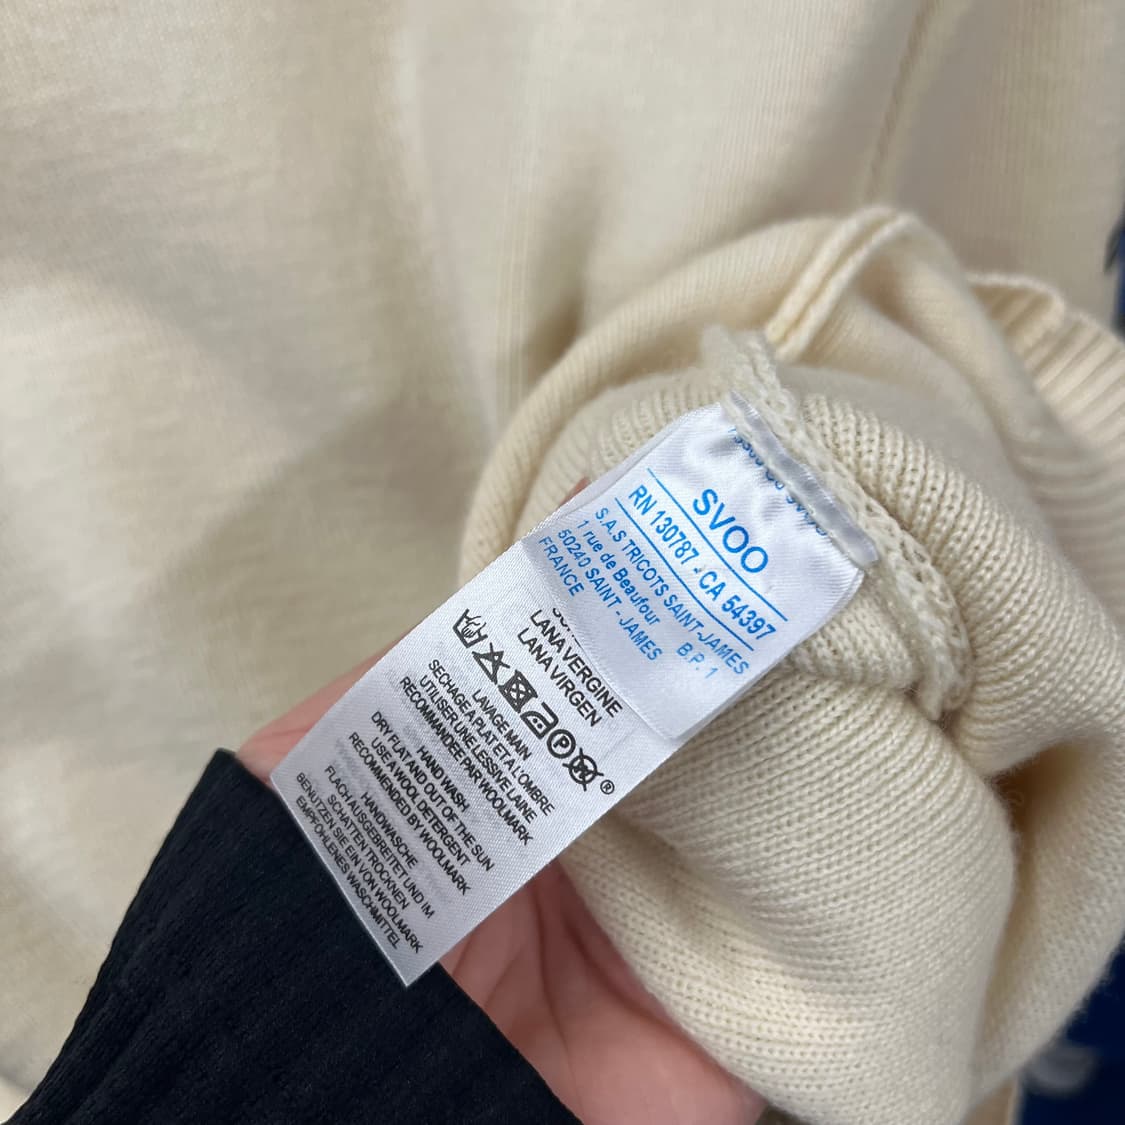 SVOO
RN 130787 - CA 54397
S.A.S TRICOTS SAINT-JAMES
1 rue de Beaufour B.P. 1
50240 SAINT - JAMES
FRANCE
LANA VERGINE
LANA VIRGEN
P ®
LAVAGE MAIN
SECHAGE A PLAT ET A L'OMBRE
UTILISER UNE LESSIVE LAINE
RECOMMANDEE PAR WOOLMARK
HAND WASH
DRY FLAT AND OUT OF THE SUN
USE A WOOL DETERGENT
RECOMMENDED BY WOOLMARK
HANDWASCHE
FLACH AUSGEBREITET UND IM
SCHATTEN TROCKNEN
BENUTZEN SIE EIN VON WOOLMARK
EMPFOHLENES WASCHMITTEL